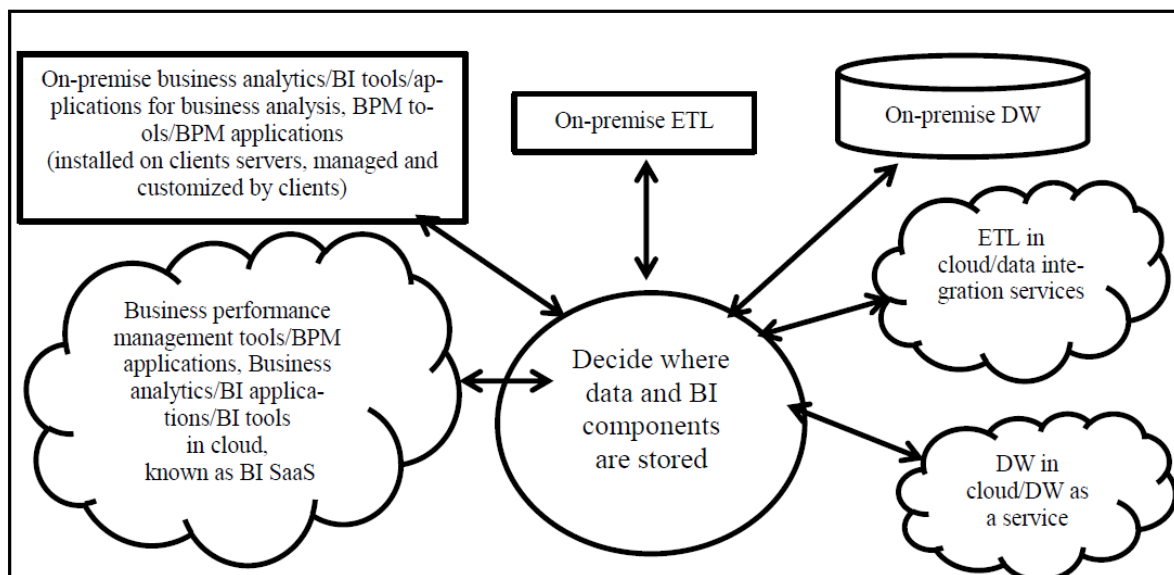 On-premise business analytics/BI tools/ap-
plications for business analysis, BPM to-
ols/BPM applications
(installed on clients servers, managed and
customized by clients)
On-premise ETL
On-premise DW
ETL in
cloud/data inte-
gration services
Business performance
management tools/BPM
applications, Business
analytics/BI applica-
tions/BI tools
in cloud,
known as BI SaaS
Decide where
data and BI
components
are stored
DW in
cloud/DW as
a service